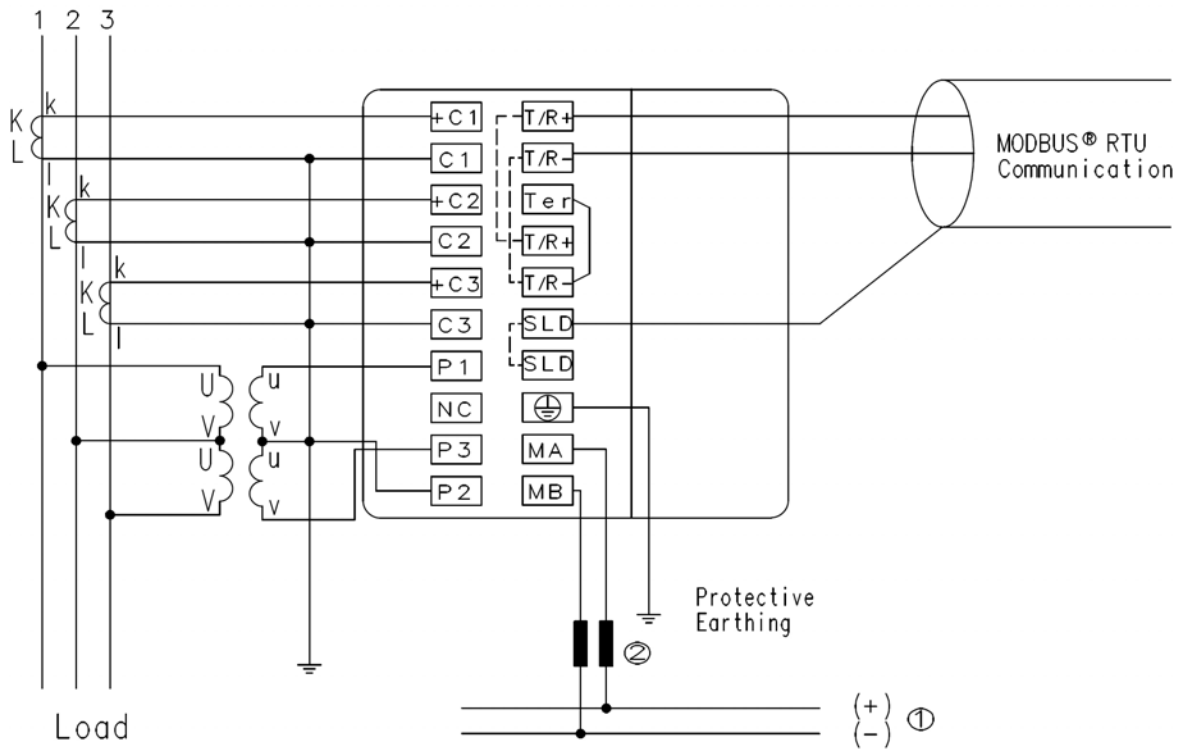 1 2 3
K k
L l
K k
L l
K k
L l
+C1 T/R+
C1 T/R-
+C2 Ter
C2 T/R+
+C3 T/R-
C3 SLD
P1 SLD
NC
P3 MA
P2 MB
U u
V v
U u
V v
MODBUS® RTU
Communication
Protective
Earthing
②
(+)
(-)
①
Load